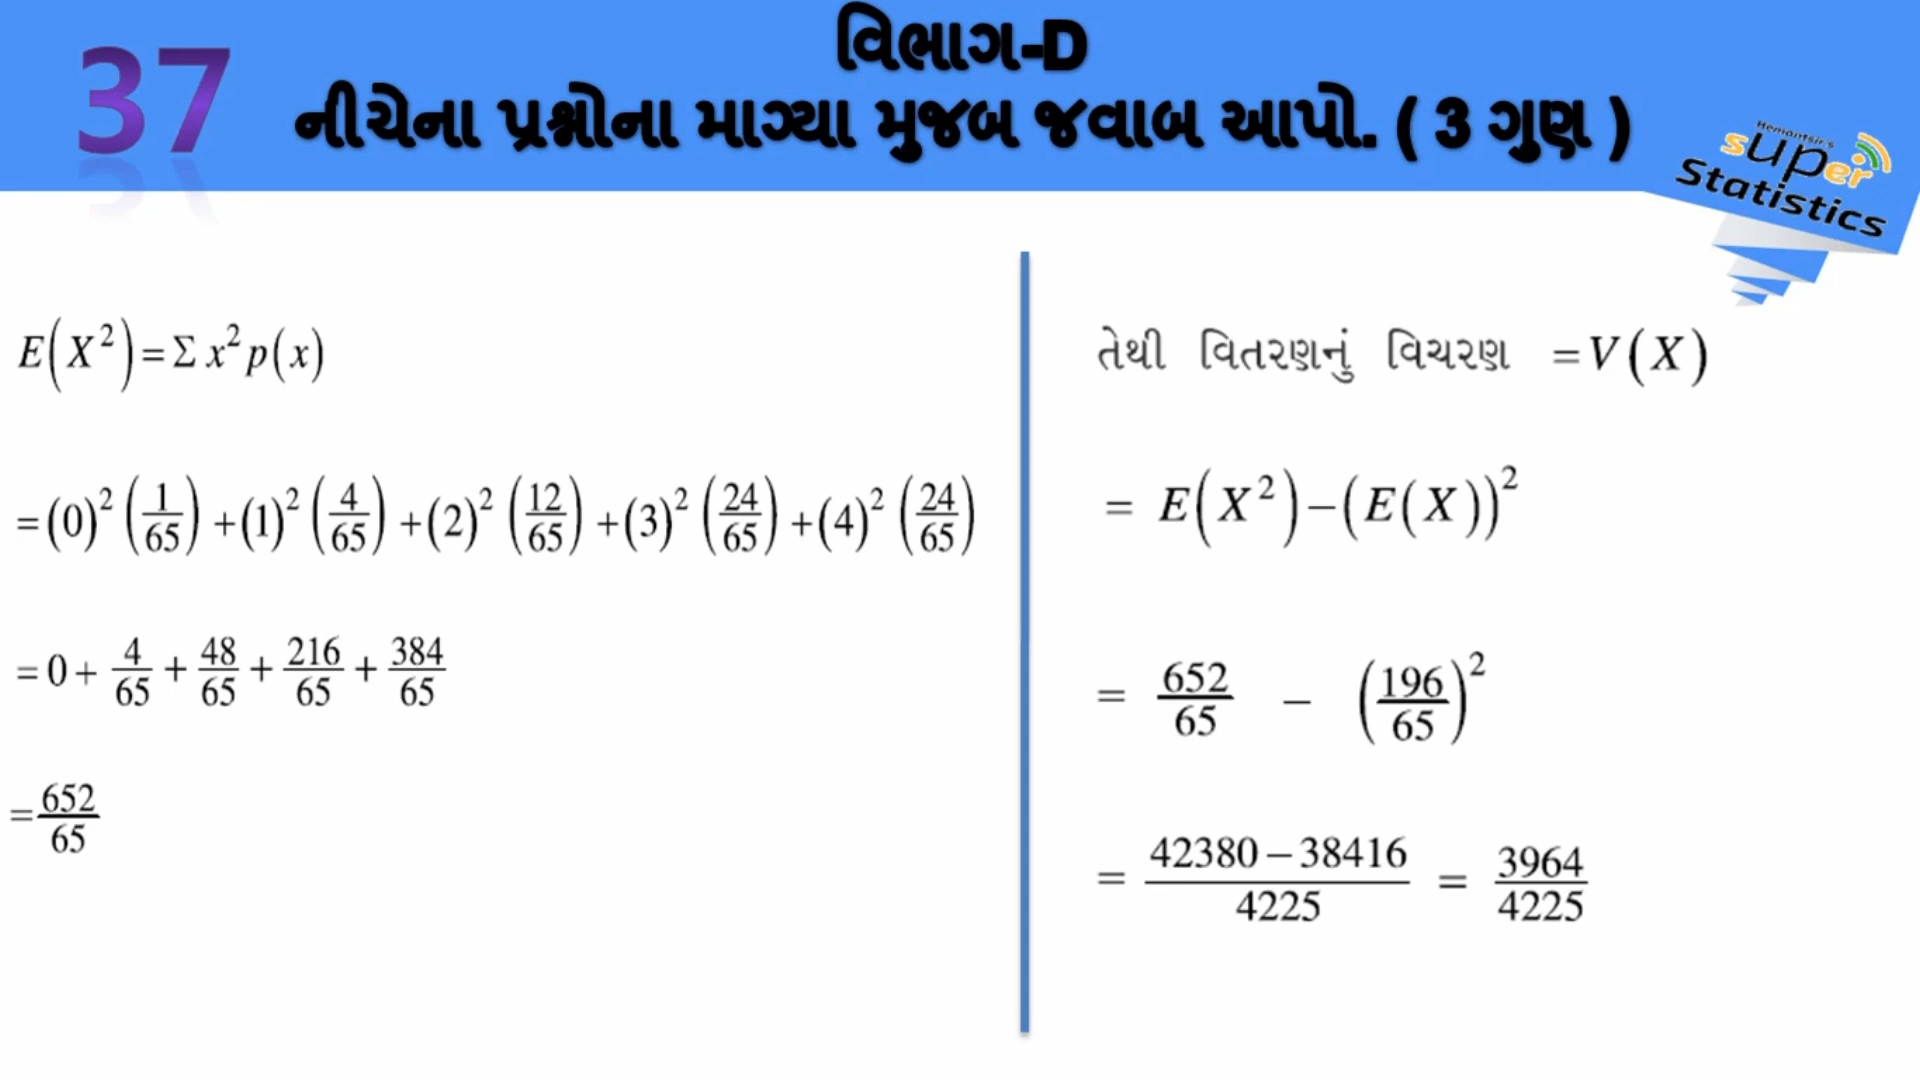 37
વિભાગ-D
નીચેના પ્રશ્નોના માગ્યા મુજબ જવાબ આપો. ( 3 ગુણ )
Hemantsir's
super
Statistics
E(X²)=Σ x² p(x)
=(0)² (1/65) +(1)² (4/65) +(2)² (12/65) +(3)² (24/65) +(4)² (24/65)
=0+ 4/65 + 48/65 + 216/65 + 384/65
=652/65
તેથી વિતરણનું વિચરણ =V(X)
= E(X²)−(E(X))²
= 652/65 − (196/65)²
= (42380−38416)/4225 = 3964/4225